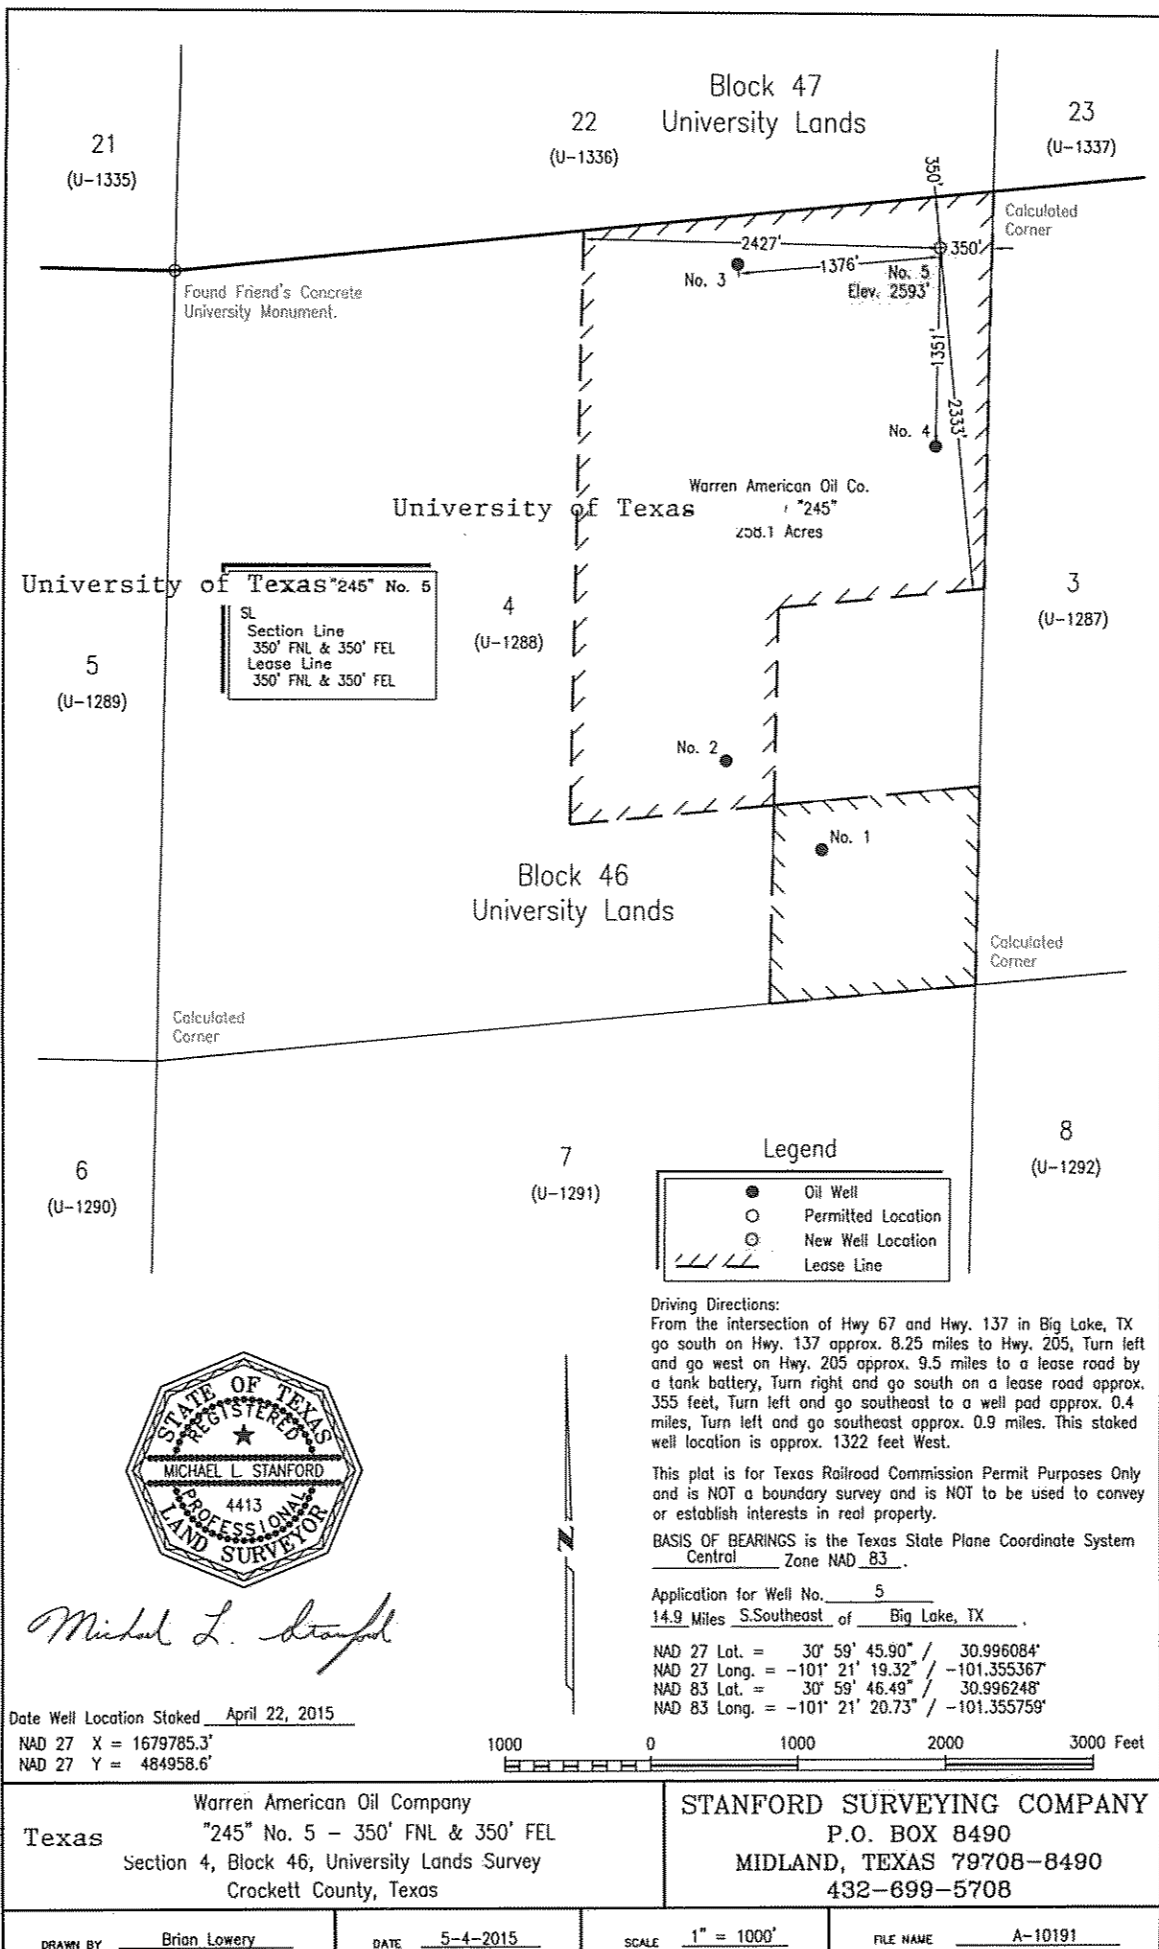 Block 47
University Lands
21
(U-1335)
22
(U-1336)
23
(U-1337)
350'
Calculated
Corner
2427'
350'
No. 3
1376'
No. 5
Elev. 2593'
Found Friend's Concrete
University Monument.
1351'
2333'
No. 4
Warren American Oil Co.
University of Texas
"245"
258.1 Acres
University of Texas "245" No. 5
SL
Section Line
350' FNL & 350' FEL
Lease Line
350' FNL & 350' FEL
4
(U-1288)
3
(U-1287)
5
(U-1289)
No. 2
No. 1
Block 46
University Lands
Calculated
Corner
Calculated
Corner
6
(U-1290)
7
(U-1291)
8
(U-1292)
Legend
Oil Well
Permitted Location
New Well Location
Lease Line
Driving Directions:
From the intersection of Hwy 67 and Hwy. 137 in Big Lake, TX
go south on Hwy. 137 approx. 8.25 miles to Hwy. 205, Turn left
and go west on Hwy. 205 approx. 9.5 miles to a lease road by
a tank battery, Turn right and go south on a lease road approx.
355 feet, Turn left and go southeast to a well pad approx. 0.4
miles, Turn left and go southeast approx. 0.9 miles. This staked
well location is approx. 1322 feet West.
This plat is for Texas Railroad Commission Permit Purposes Only
and is NOT a boundary survey and is NOT to be used to convey
or establish interests in real property.
BASIS OF BEARINGS is the Texas State Plane Coordinate System
Central Zone NAD 83 .
Application for Well No. 5
14.9 Miles S.Southeast of Big Lake, TX .
NAD 27 Lat. = 30° 59' 45.90" / 30.996084°
NAD 27 Long. = -101° 21' 19.32" / -101.355367°
NAD 83 Lat. = 30° 59' 46.49" / 30.996248°
NAD 83 Long. = -101° 21' 20.73" / -101.355759°
STATE OF TEXAS
REGISTERED
MICHAEL L. STANFORD
4413
PROFESSIONAL
LAND SURVEYOR
Michael L. Stanford
N
Date Well Location Staked April 22, 2015
NAD 27 X = 1679785.3'
NAD 27 Y = 484958.6'
1000 0 1000 2000 3000 Feet
Warren American Oil Company
Texas "245" No. 5 - 350' FNL & 350' FEL
Section 4, Block 46, University Lands Survey
Crockett County, Texas
STANFORD SURVEYING COMPANY
P.O. BOX 8490
MIDLAND, TEXAS 79708-8490
432-699-5708
DRAWN BY Brian Lowery
DATE 5-4-2015
SCALE 1" = 1000'
FILE NAME A-10191